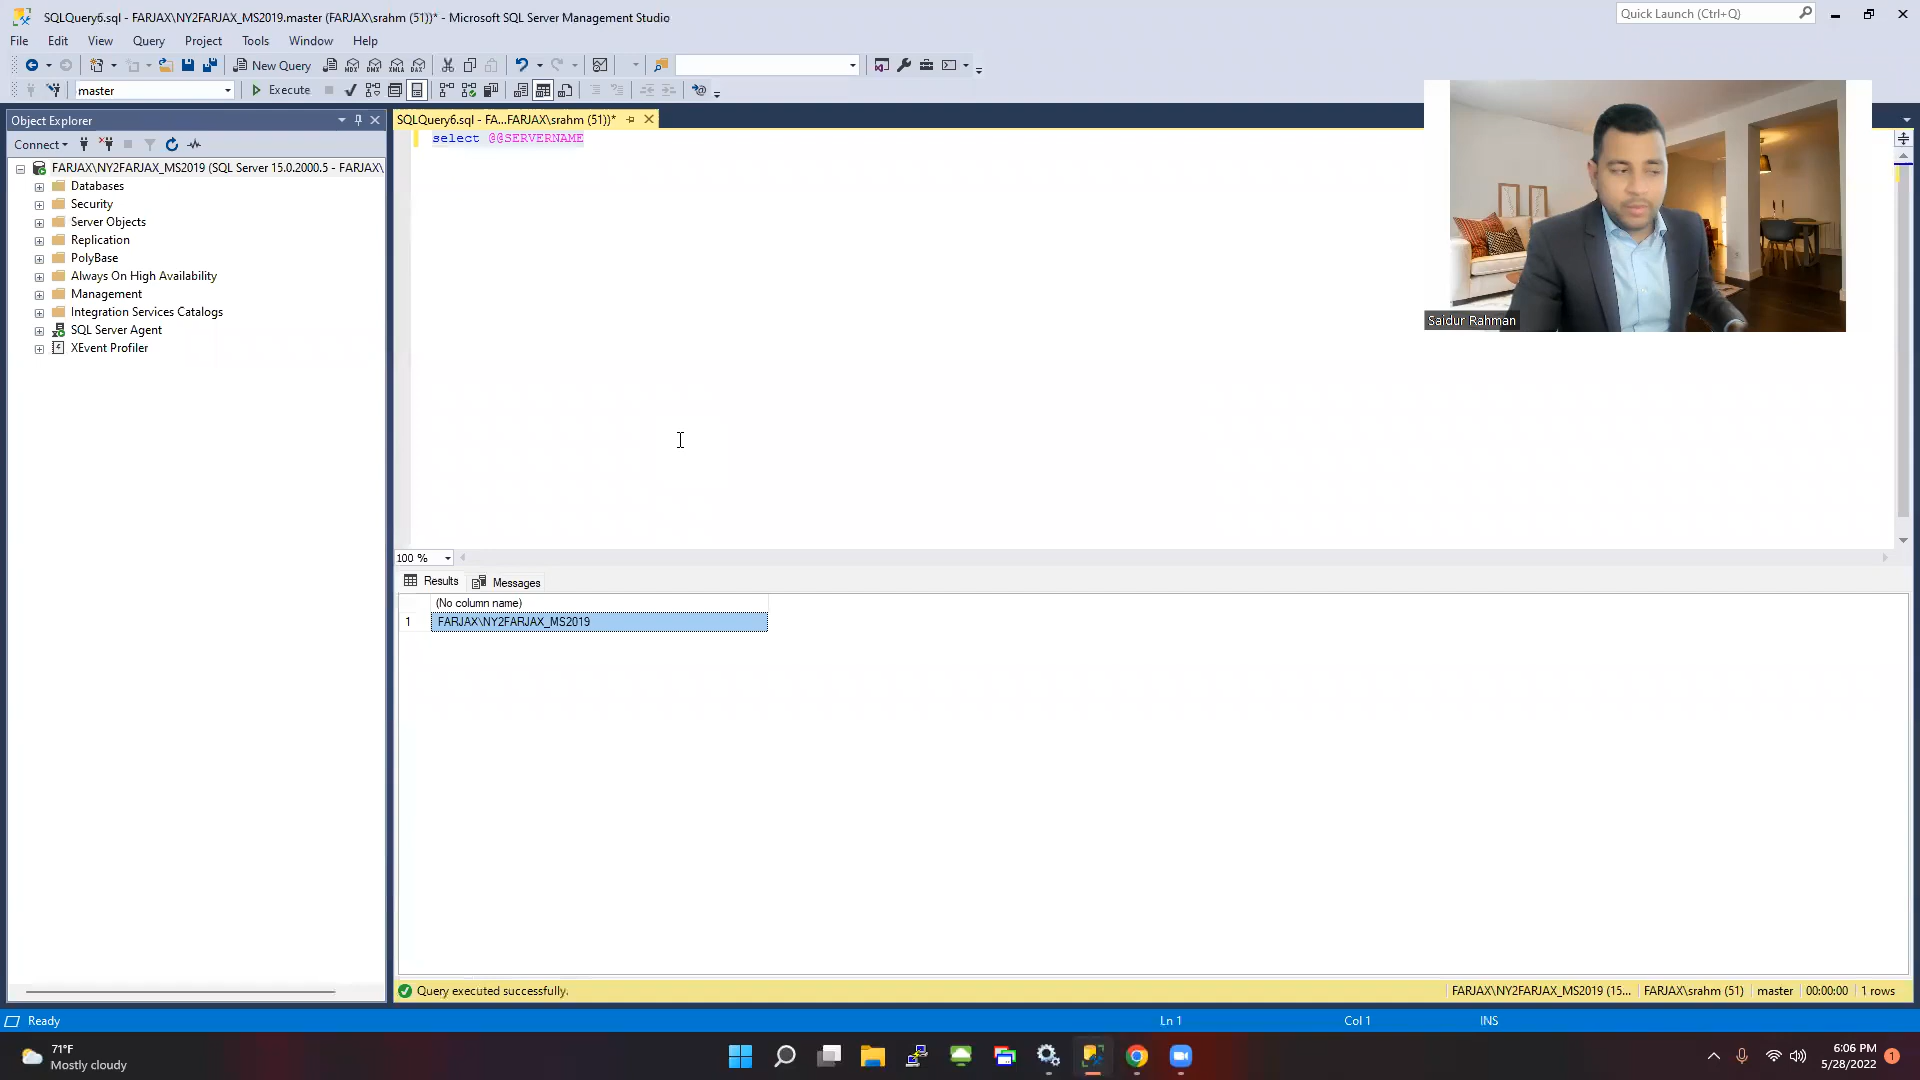 SQLQuery6.sql - FARJAX\NY2FARJAX_MS2019.master (FARJAX\srahm (51))* - Microsoft SQL Server Management Studio
Quick Launch (Ctrl+Q)
File Edit View Query Project Tools Window Help
New Query
MDX DMX XMLA DAX
master
Execute
Object Explorer
SQLQuery6.sql - FA...FARJAX\srahm (51))*
Connect
select @@SERVERNAME
FARJAX\NY2FARJAX_MS2019 (SQL Server 15.0.2000.5 - FARJAX\
Databases
Security
Server Objects
Replication
PolyBase
Always On High Availability
Management
Integration Services Catalogs
SQL Server Agent
XEvent Profiler
Saidur Rahman
100 %
Results Messages
(No column name)
1 FARJAX\NY2FARJAX_MS2019
Query executed successfully.
FARJAX\NY2FARJAX_MS2019 (15... FARJAX\srahm (51) master 00:00:00 1 rows
Ready
Ln 1 Col 1 INS
71°F
Mostly cloudy
6:06 PM
5/28/2022
1